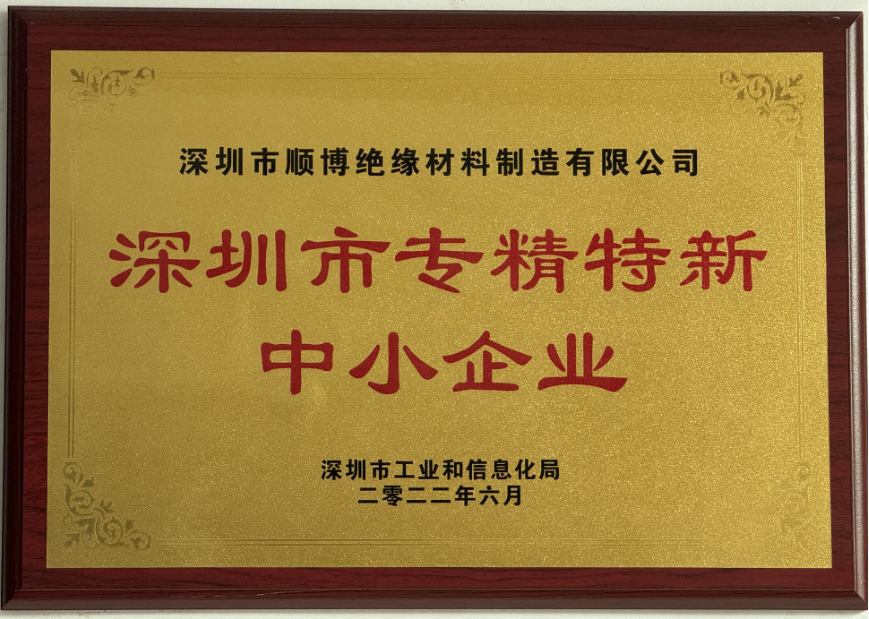 深圳市顺博绝缘材料制造有限公司
深圳市专精特新
中小企业
深圳市工业和信息化局
二零二二年六月